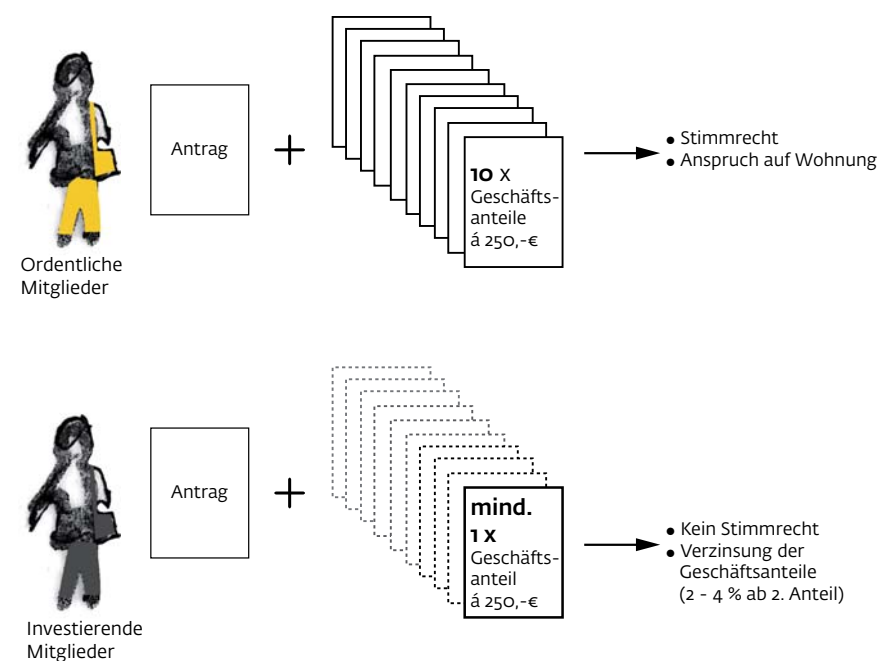 Antrag
10 X
Geschäfts-
anteile
á 250,-€
• Stimmrecht
• Anspruch auf Wohnung
Ordentliche
Mitglieder
Antrag
mind.
1 X
Geschäfts-
anteil
á 250,-€
• Kein Stimmrecht
• Verzinsung der
Geschäftsanteile
(2 - 4 % ab 2. Anteil)
Investierende
Mitglieder